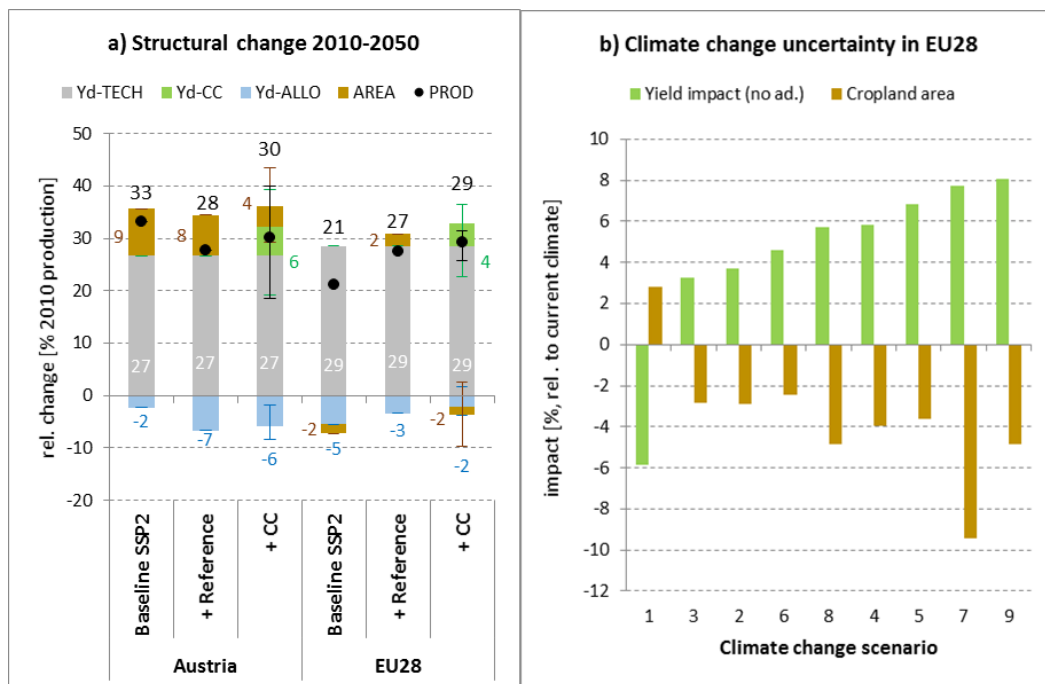 a) Structural change 2010-2050
Yd-TECH Yd-CC Yd-ALLO AREA PROD
rel. change [% 2010 production]
50
40
30
20
10
0
-10
-20
33 28 30 21 27 29
9 8 4 6 2 4
27 27 27 29 29 29
-2 -7 -6 -2 -5 -3 -2 -2
Baseline SSP2
+ Reference
+ CC
Baseline SSP2
+ Reference
+ CC
Austria EU28
b) Climate change uncertainty in EU28
Yield impact (no ad.) Cropland area
impact [%, rel. to current climate]
10
8
6
4
2
0
-2
-4
-6
-8
-10
-12
1 3 2 6 8 4 5 7 9
Climate change scenario